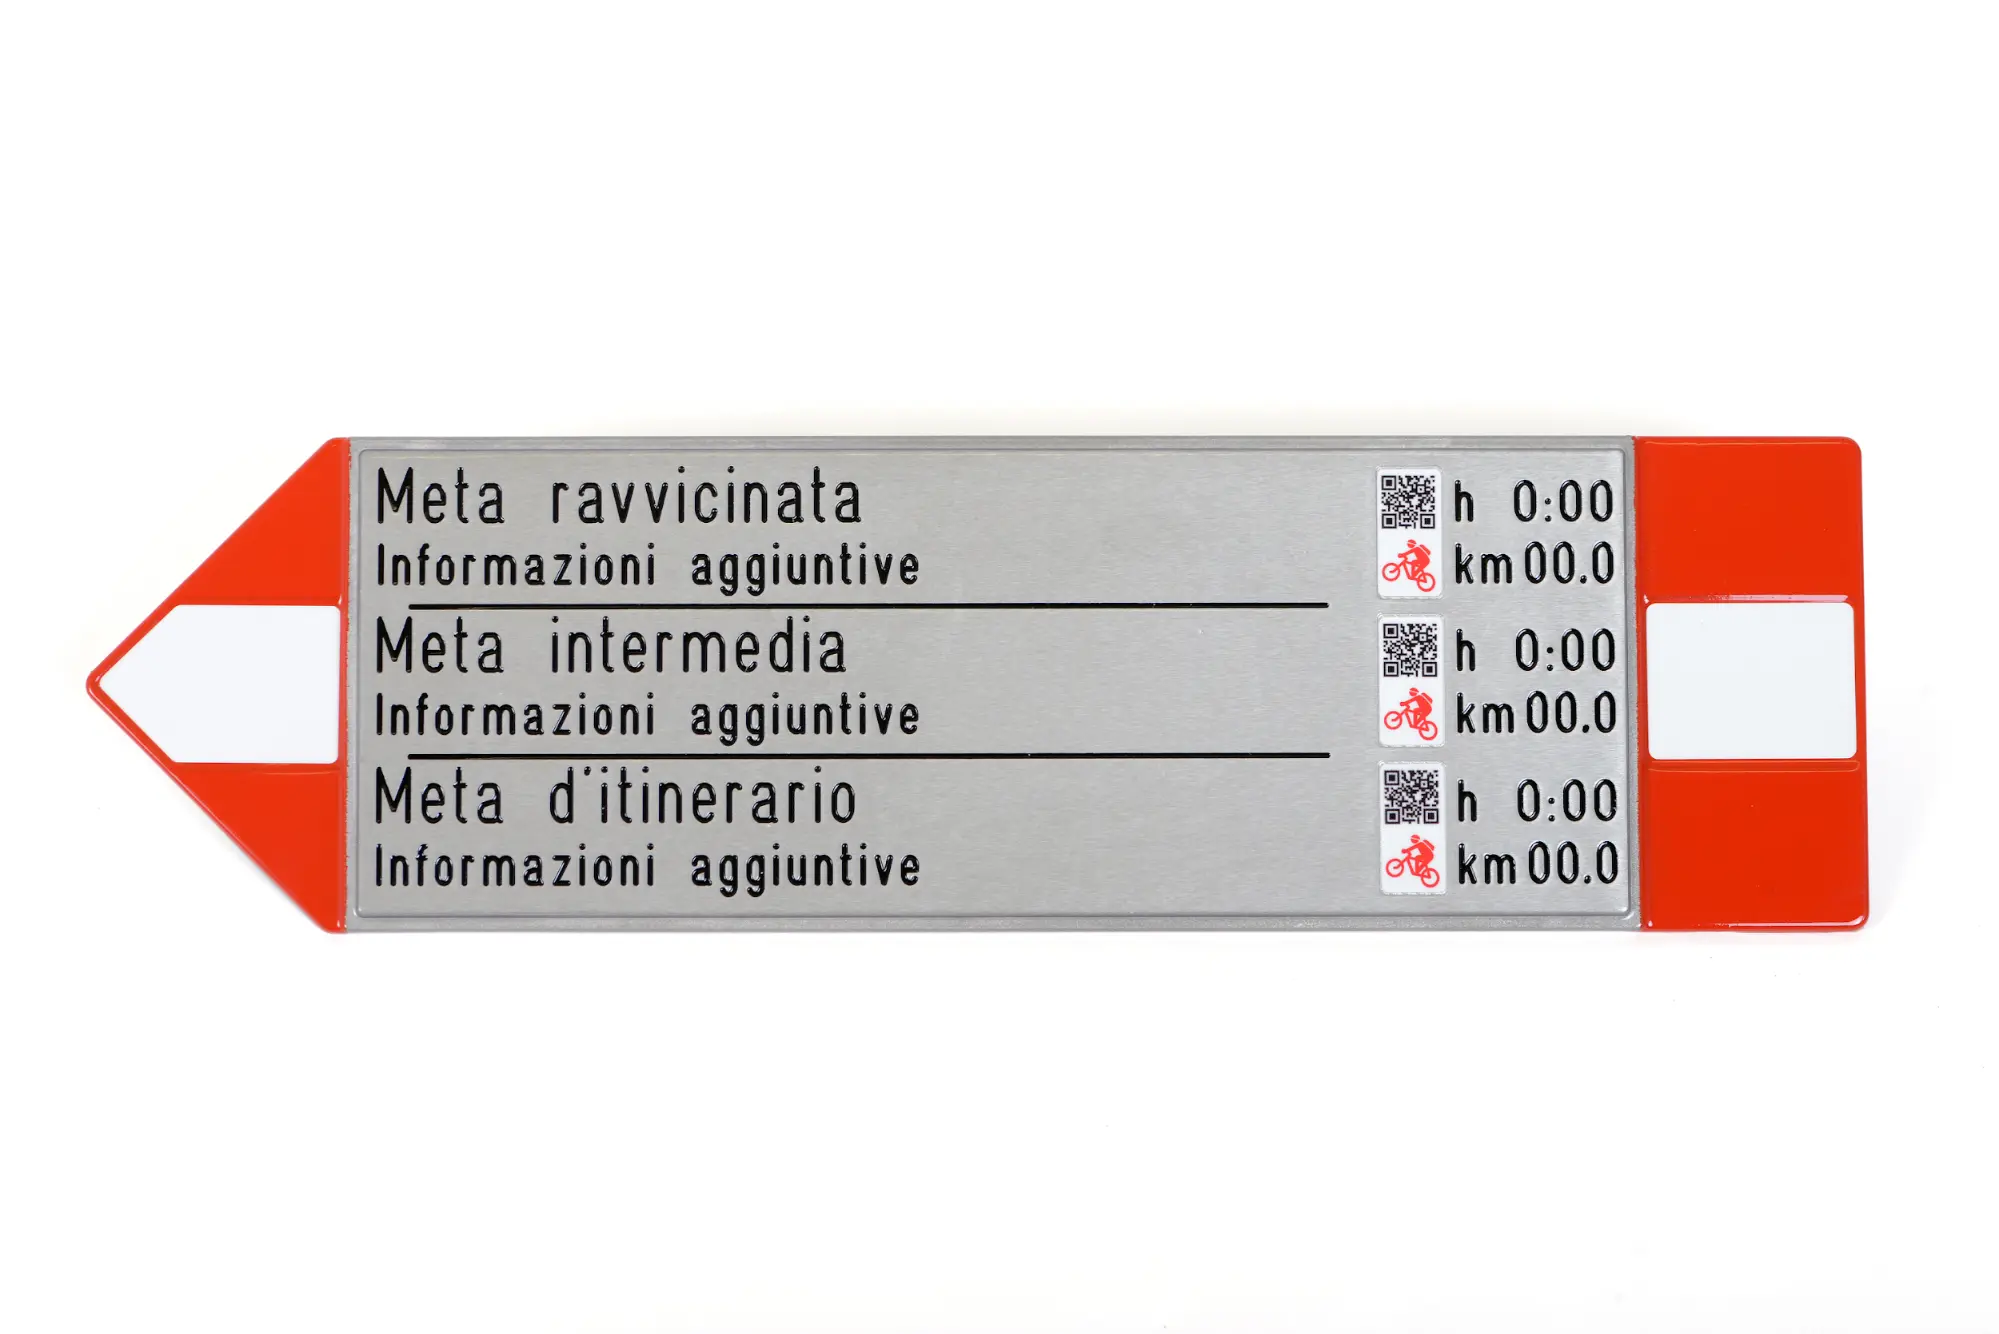 Meta ravvicinata h 0:00
Informazioni aggiuntive km 00.0
Meta intermedia h 0:00
Informazioni aggiuntive km 00.0
Meta d'itinerario h 0:00
Informazioni aggiuntive km 00.0